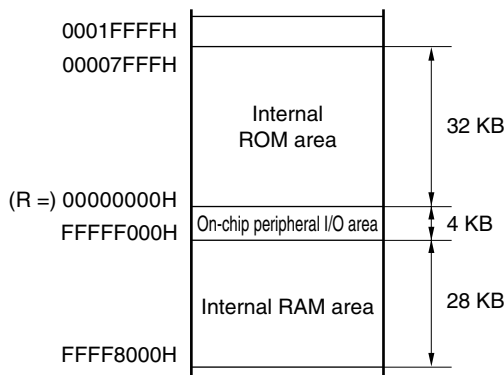 0001FFFFH
00007FFFH
Internal
ROM area
32 KB
(R =) 00000000H
On-chip peripheral I/O area
4 KB
FFFFF000H
Internal RAM area
28 KB
FFFF8000H